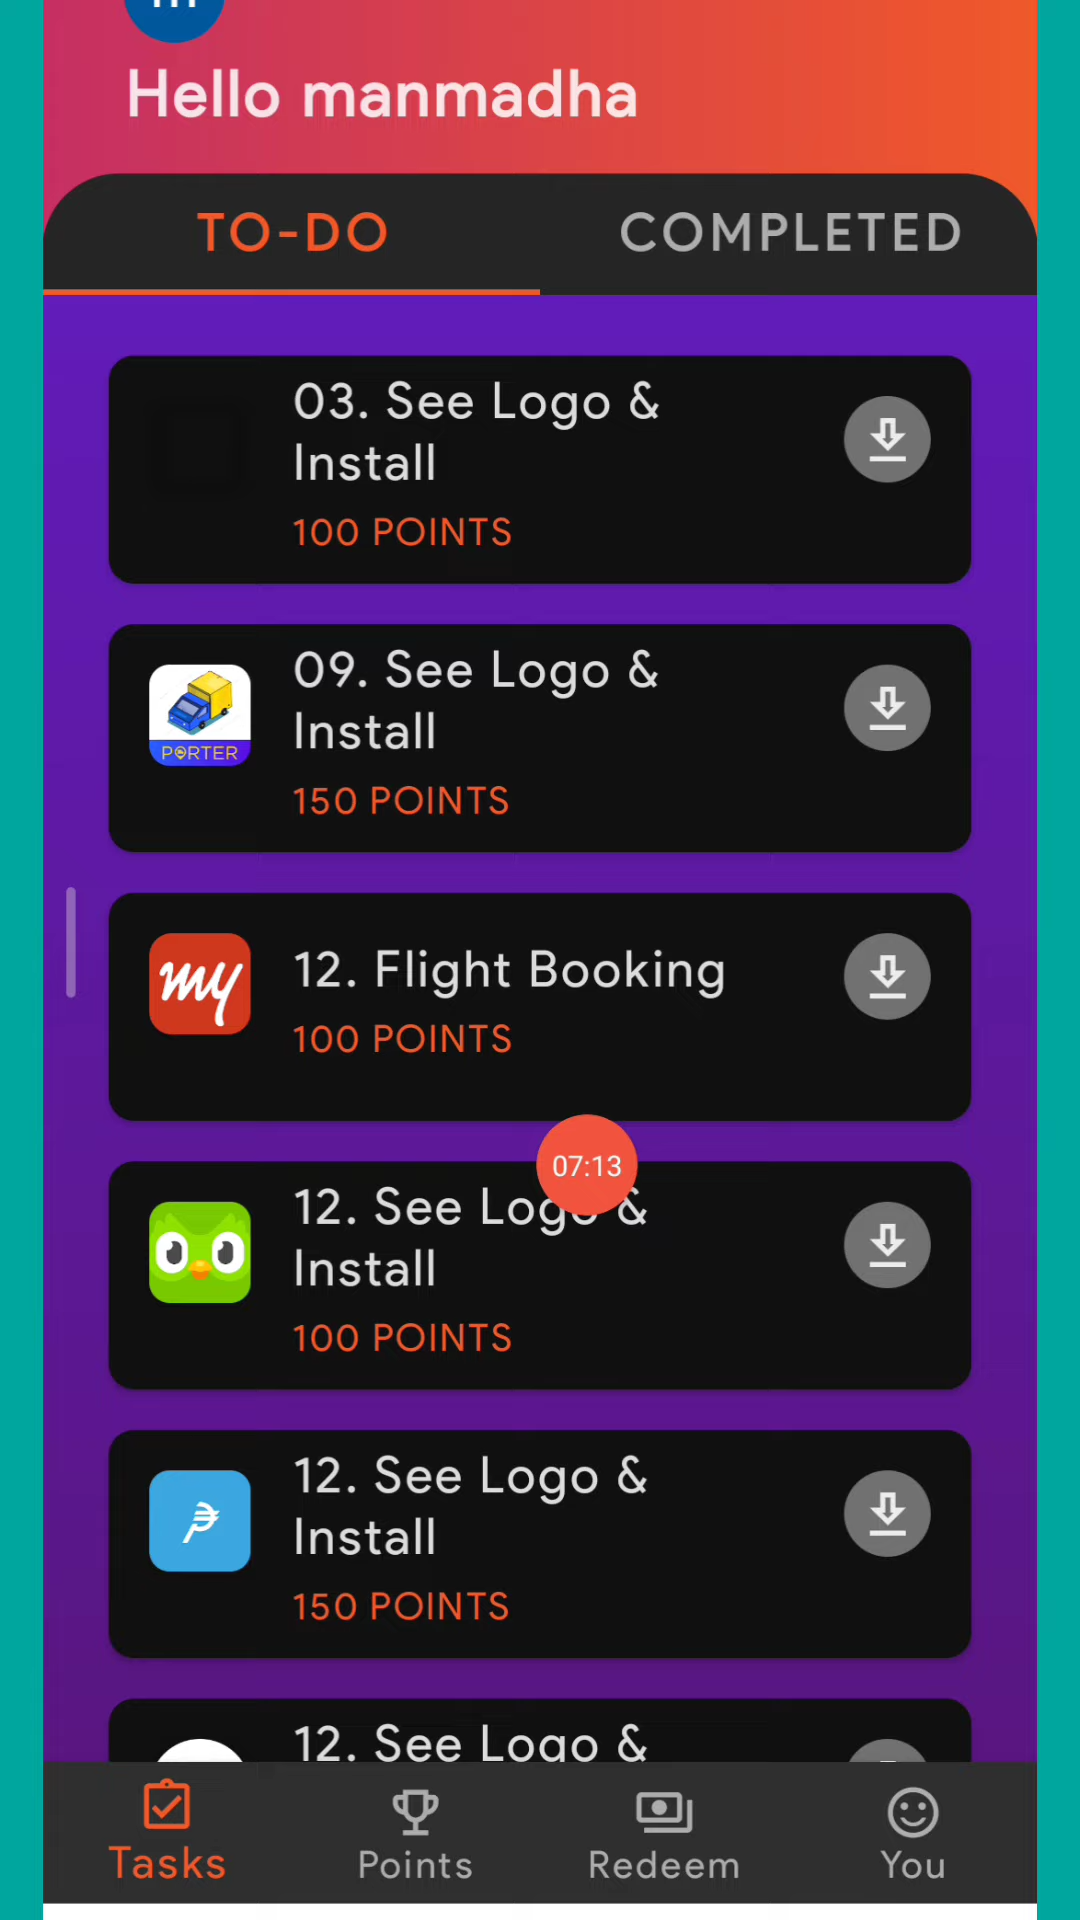 Hello manmadha
TO-DO
COMPLETED
03. See Logo &
Install
100 POINTS
PORTER
09. See Logo &
Install
150 POINTS
my
12. Flight Booking
100 POINTS
07:13
12. See Logo &
Install
100 POINTS
12. See Logo &
Install
150 POINTS
12. See Logo &
Tasks
Points
Redeem
You